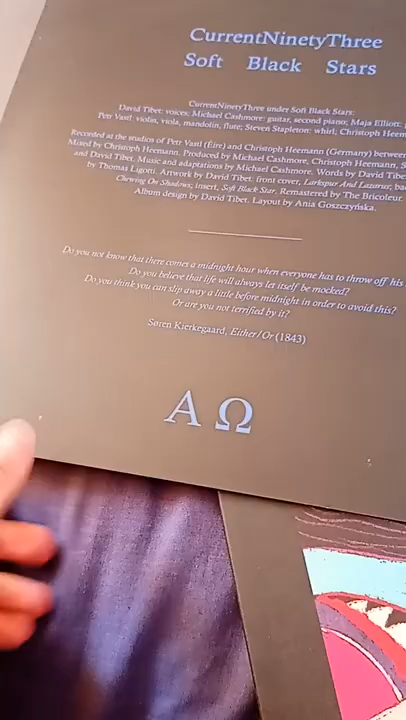 CurrentNinetyThree
Soft Black Stars
CurrentNinetyThree under Soft Black Stars:
David Tibet: voices; Michael Cashmore: guitar, second piano; Maja Elliott:
Petr Vastl: violin, viola, mandolin, flute; Steven Stapleton: whirl; Christoph Heem
Recorded at the studios of Petr Vastl (Éire) and Christoph Heemann (Germany) between
Mixed by Christoph Heemann. Produced by Michael Cashmore, Christoph Heemann, S
and David Tibet. Music and adaptations by Michael Cashmore. Words by David Tibe
by Thomas Ligotti. Artwork by David Tibet: front cover, Larkspur And Lazarus; ba
Chewing On Shadows; insert, Soft Black Star. Remastered by The Bricoleur
Album design by David Tibet. Layout by Ania Goszczyńska.
Do you not know that there comes a midnight hour when everyone has to throw off his
Do you believe that life will always let itself be mocked?
Do you think you can slip away a little before midnight in order to avoid this?
Or are you not terrified by it?
Søren Kierkegaard, Either/Or (1843)
Α Ω